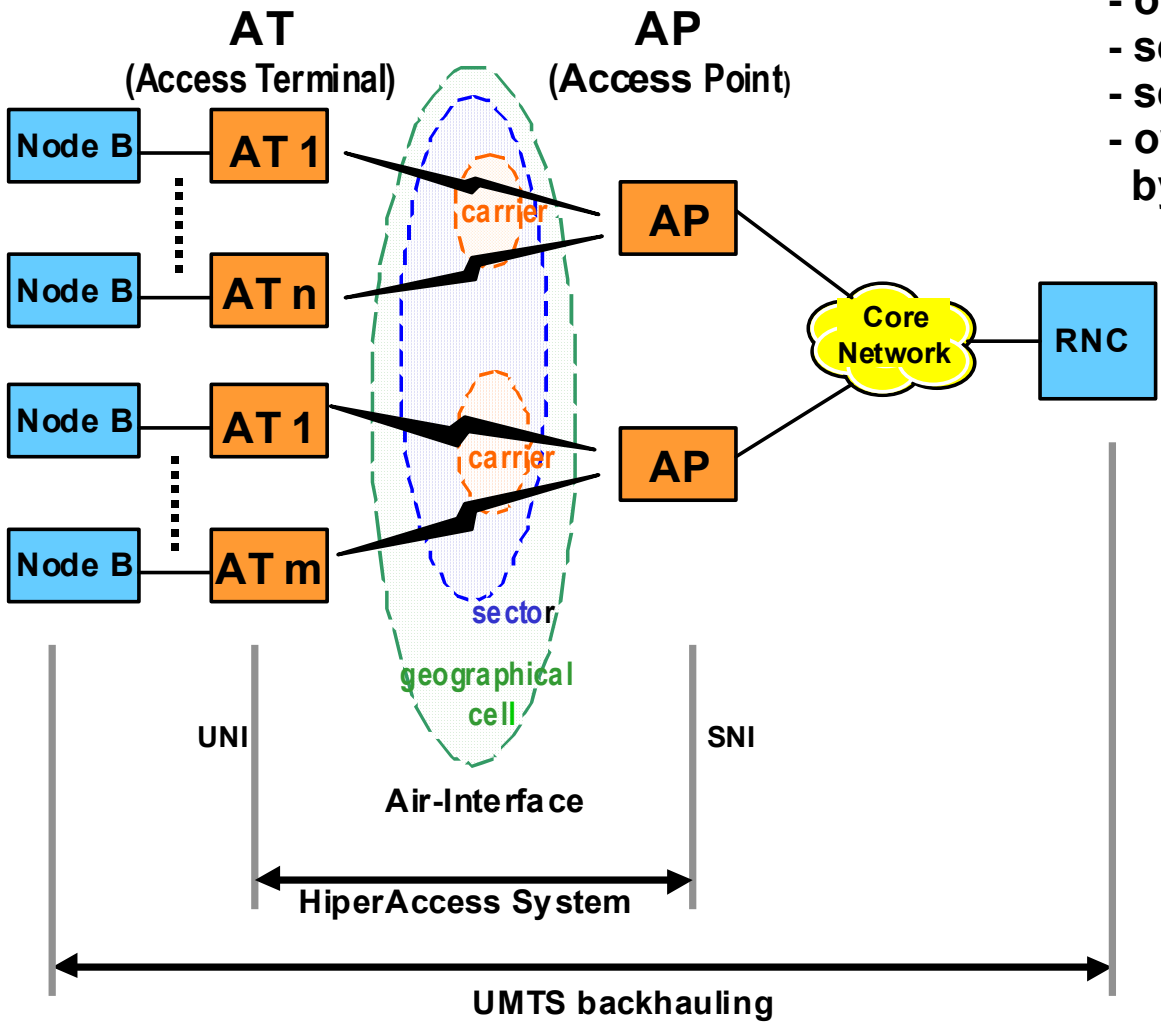 AT
(Access Terminal)
AP
(Access Point)
- s
- s
- o
by
Node B
AT 1
carrier
AP
Node B
AT n
Core
Network
RNC
Node B
AT 1
carrier
AP
Node B
AT m
sector
geographical
cell
UNI
SNI
Air-Interface
HiperAccess System
UMTS backhauling